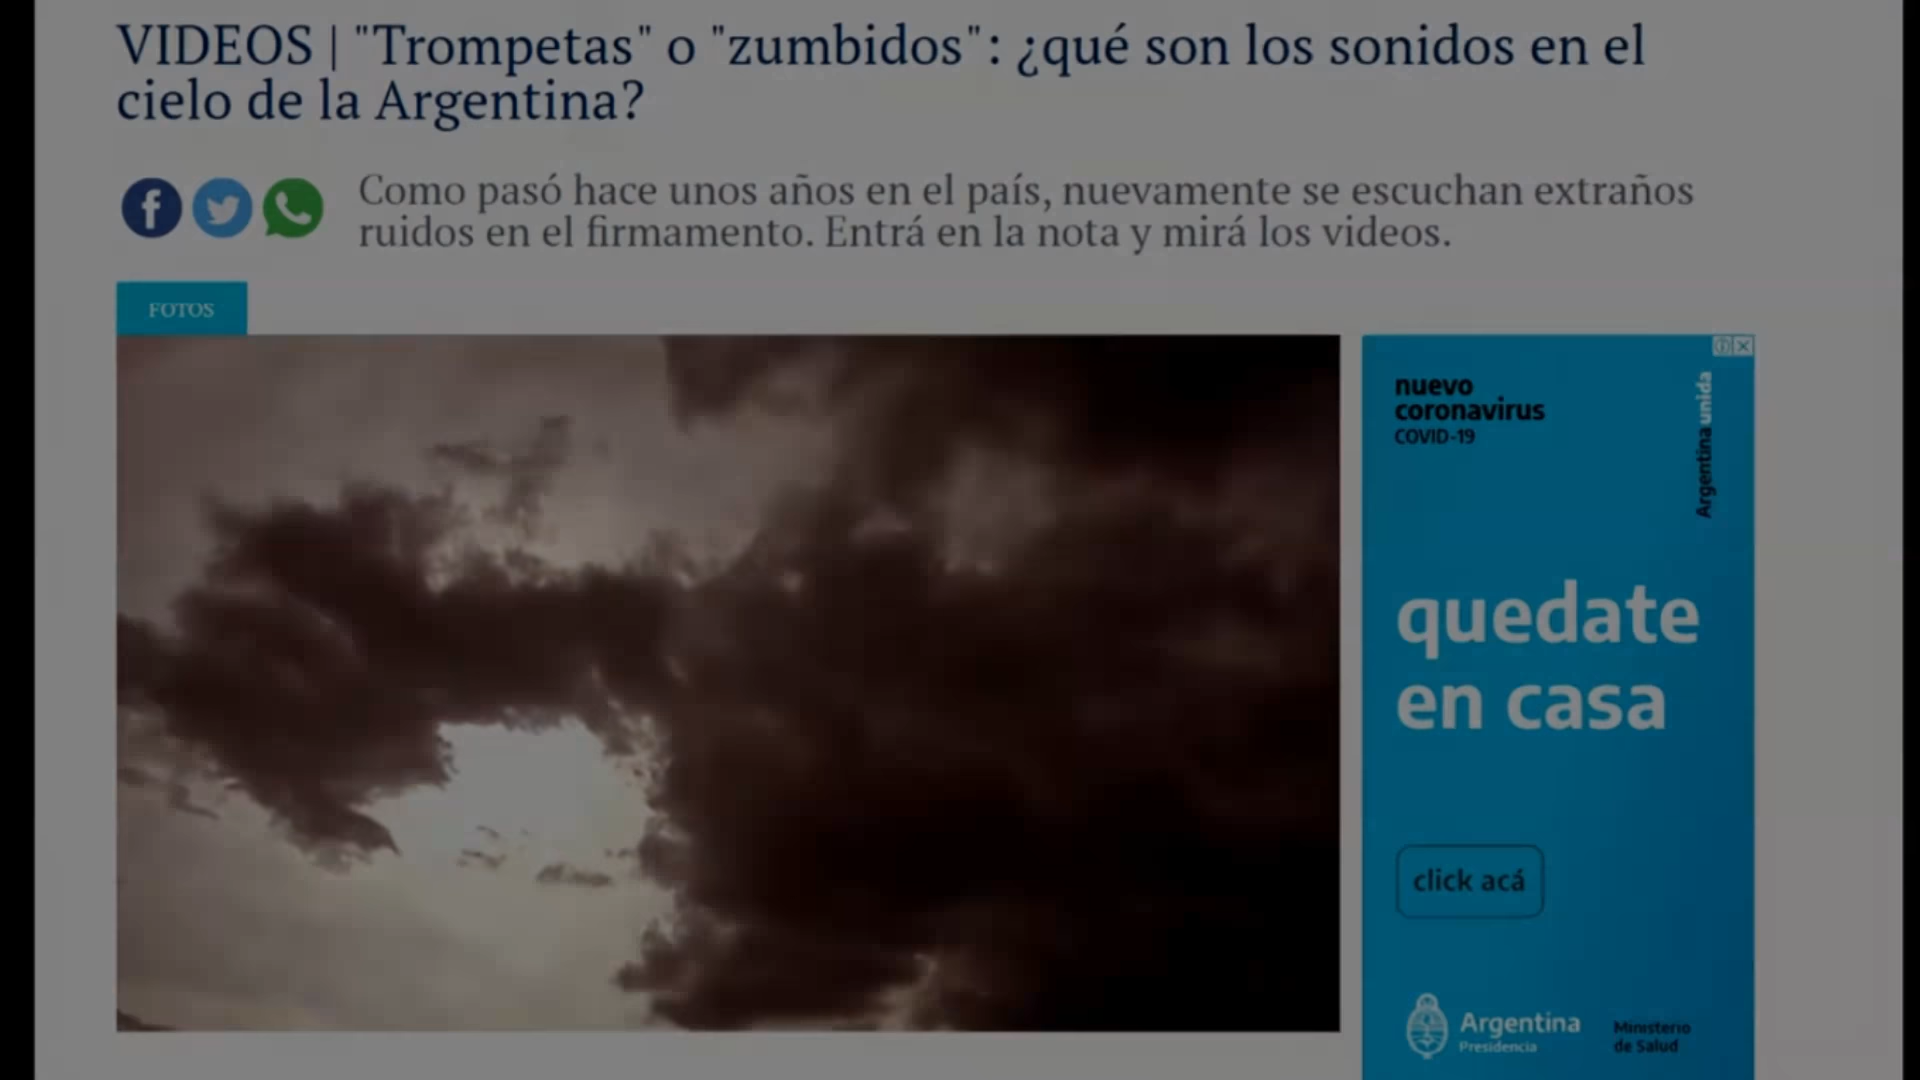 VIDEOS | "Trompetas" o "zumbidos": ¿qué son los sonidos en el
cielo de la Argentina?
Como pasó hace unos años en el país, nuevamente se escuchan extraños
ruidos en el firmamento. Entrá en la nota y mirá los videos.
FOTOS
nuevo
coronavirus
COVID-19
Argentina unida
quedate
en casa
click acá
Argentina
Presidencia
Ministerio
de Salud